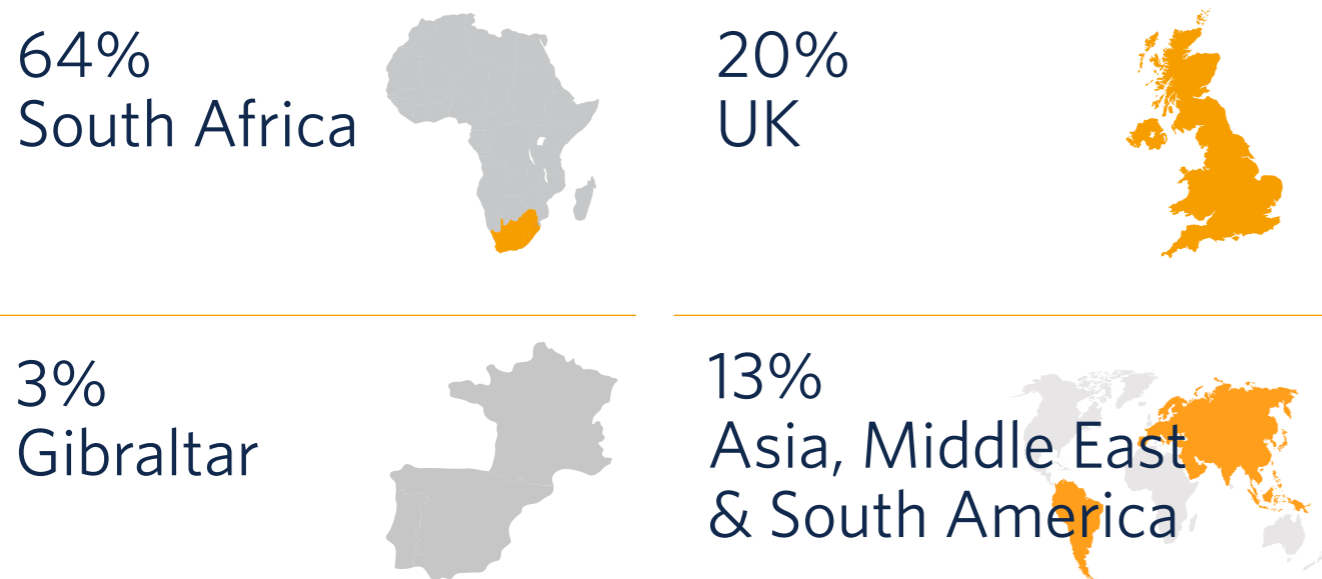 64%
South Africa
20%
UK
3%
Gibraltar
13%
Asia, Middle East
& South America